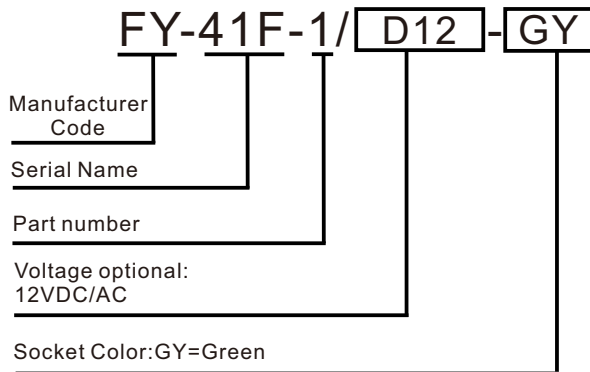 FY-41F-1/ D12 -GY
Manufacturer
Code
Serial Name
Part number
Voltage optional:
12VDC/AC
Socket Color:GY=Green